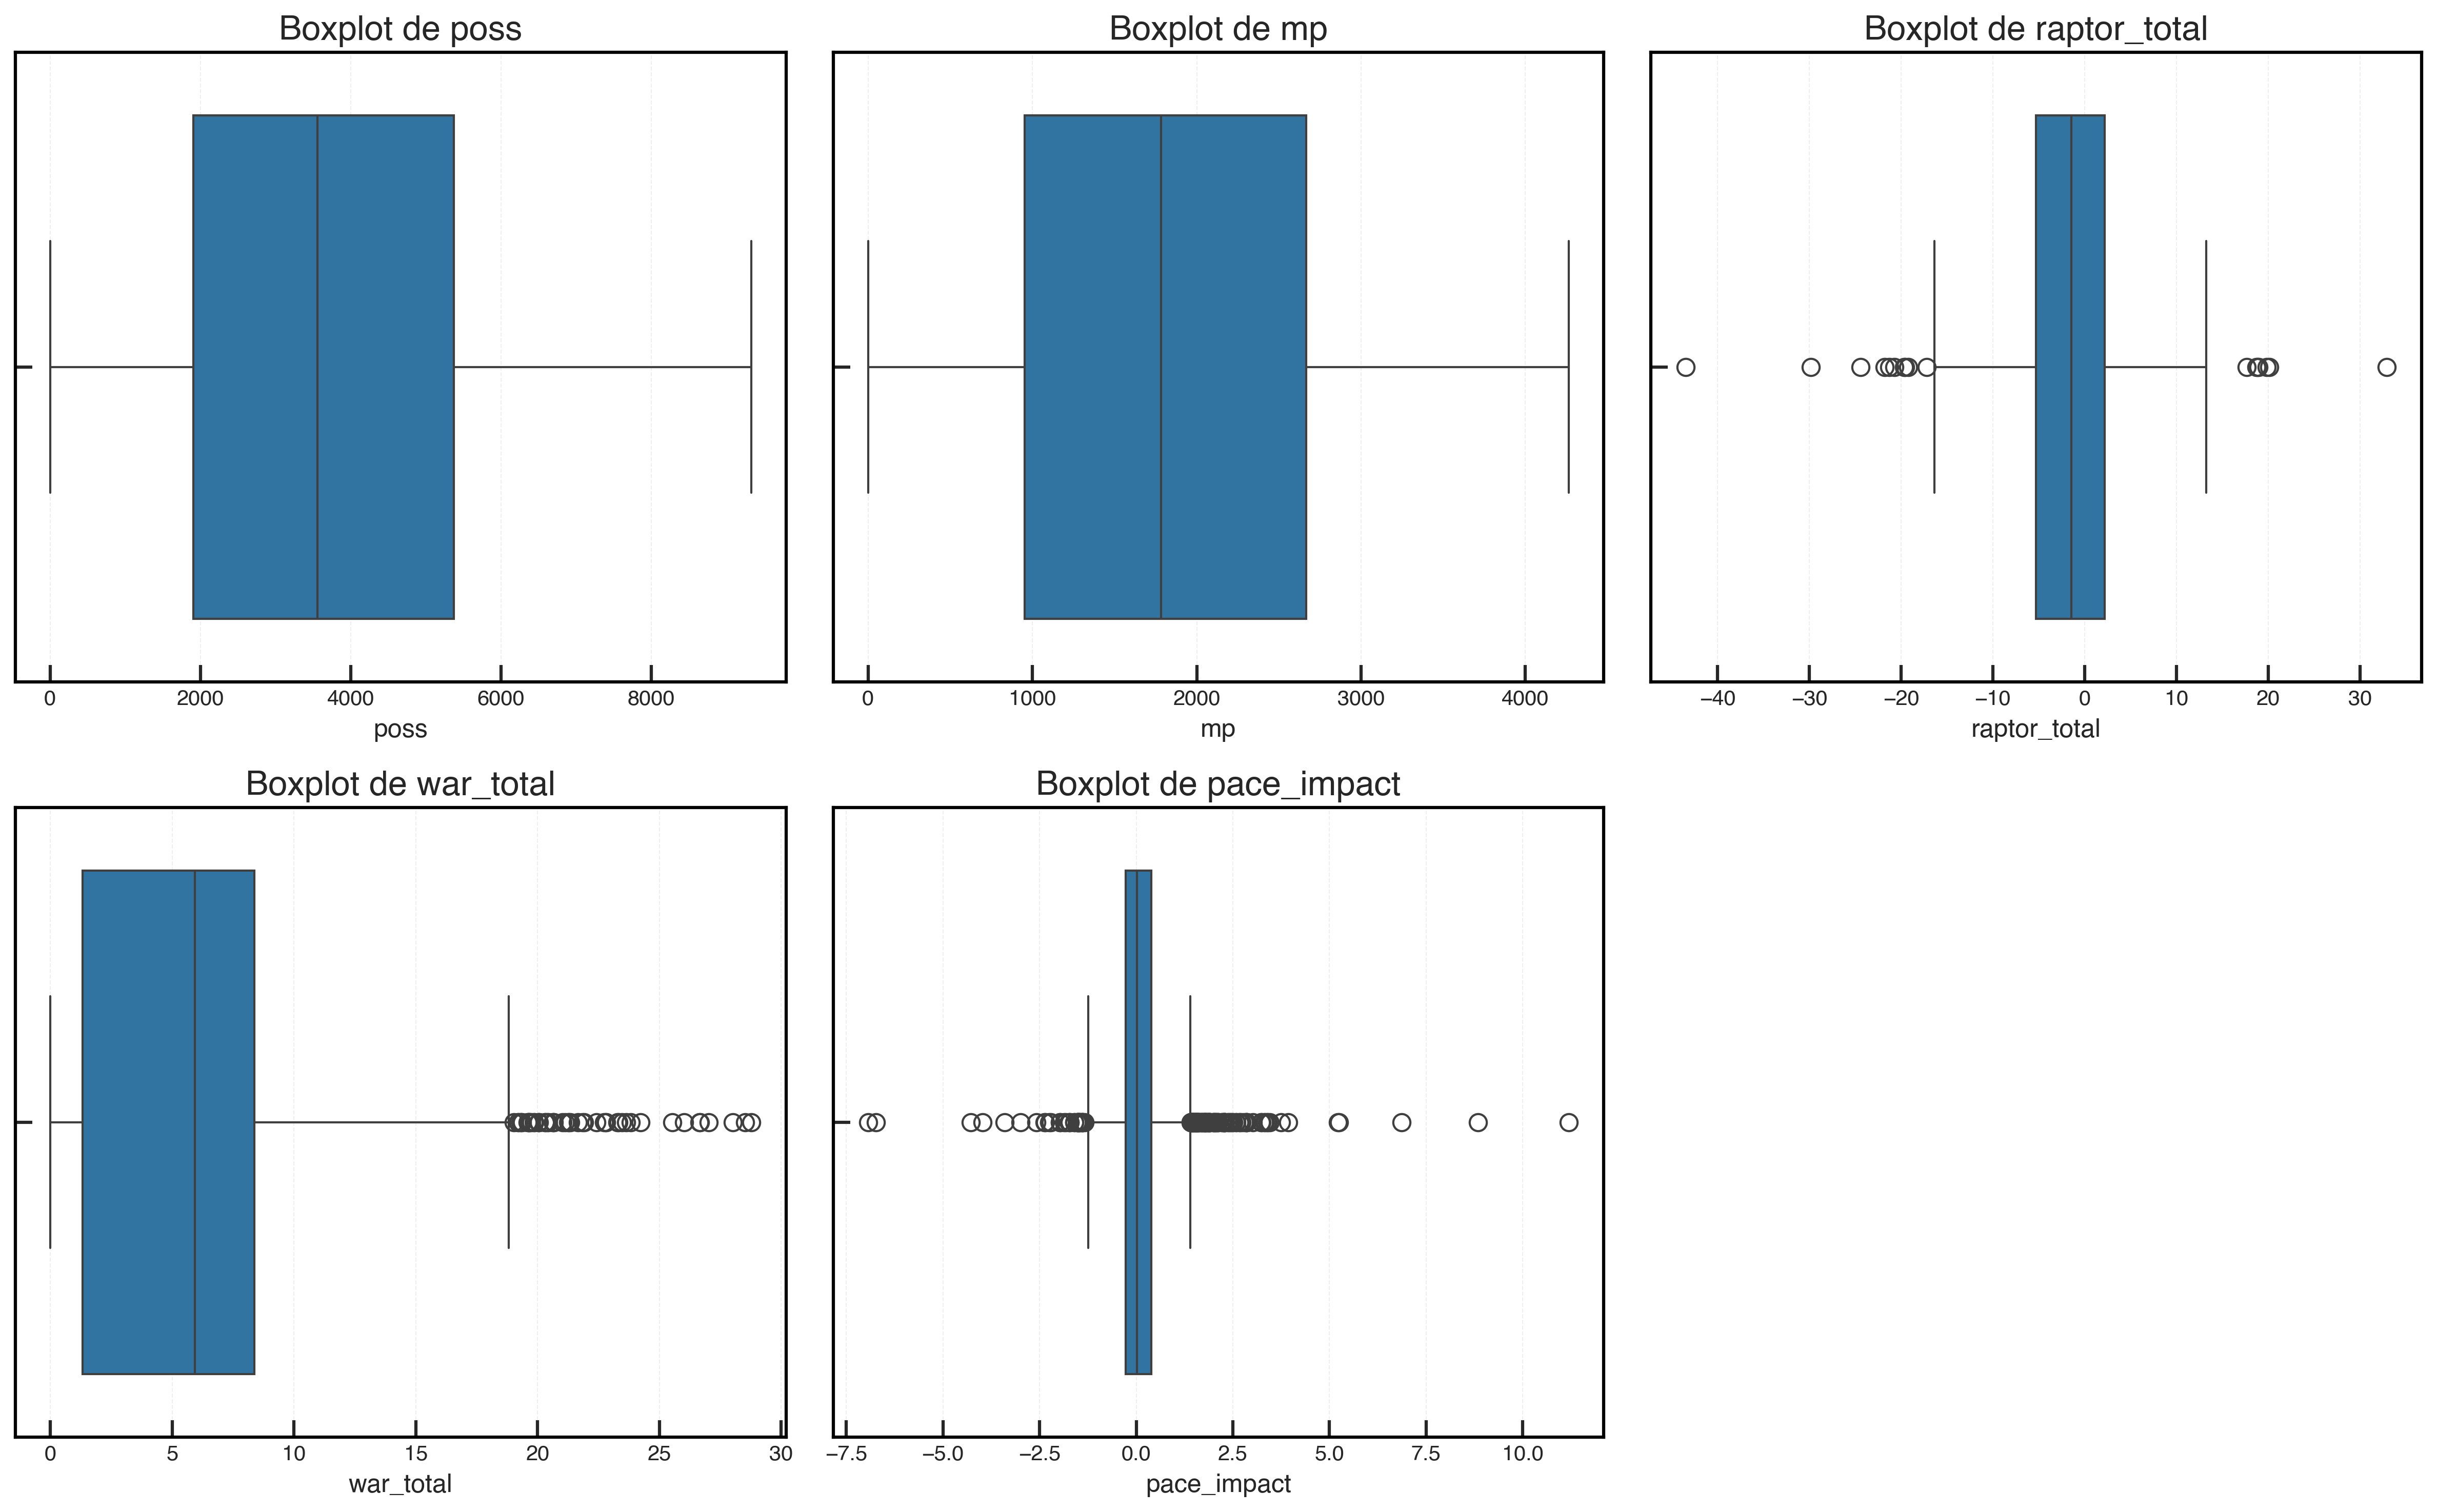 Boxplot de poss
0 2000 4000 6000 8000
poss
Boxplot de mp
0 1000 2000 3000 4000
mp
Boxplot de raptor_total
−40 −30 −20 −10 0 10 20 30
raptor_total
Boxplot de war_total
0 5 10 15 20 25 30
war_total
Boxplot de pace_impact
−7.5 −5.0 −2.5 0.0 2.5 5.0 7.5 10.0
pace_impact